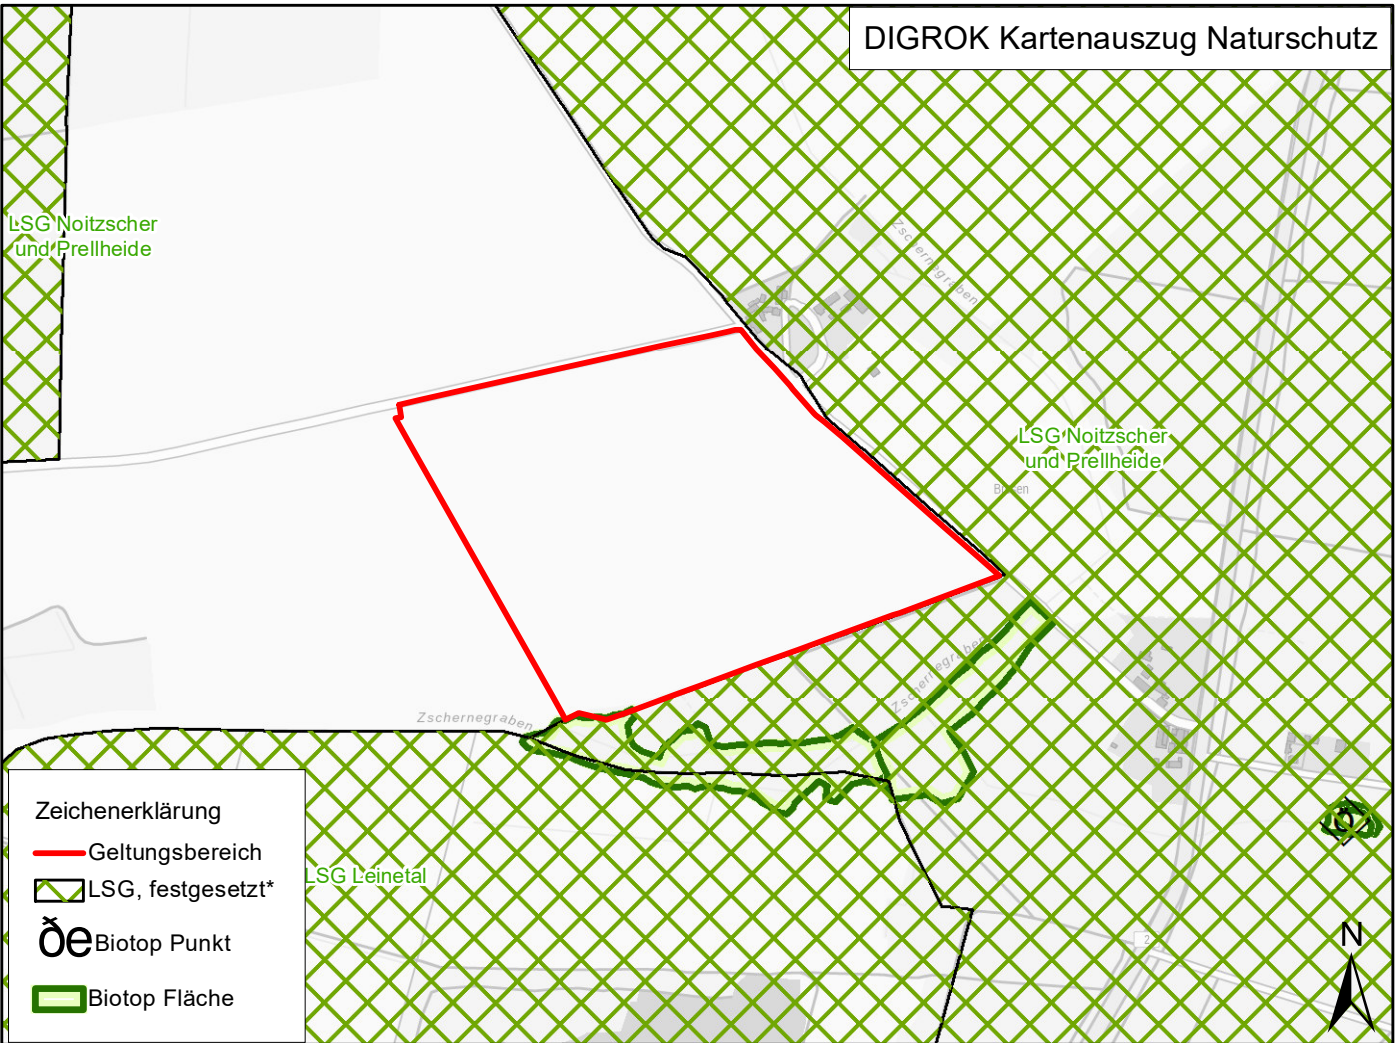 DIGROK Kartenauszug Naturschutz
LSG Noitzscher
und Prellheide
Zschernegraben
LSG Noitzscher
und Prellheide
Zschernegraben
Zschernegraben
LSG Leinetal
2
N
Zeichenerklärung
Geltungsbereich
LSG, festgesetzt*
ðe Biotop Punkt
Biotop Fläche